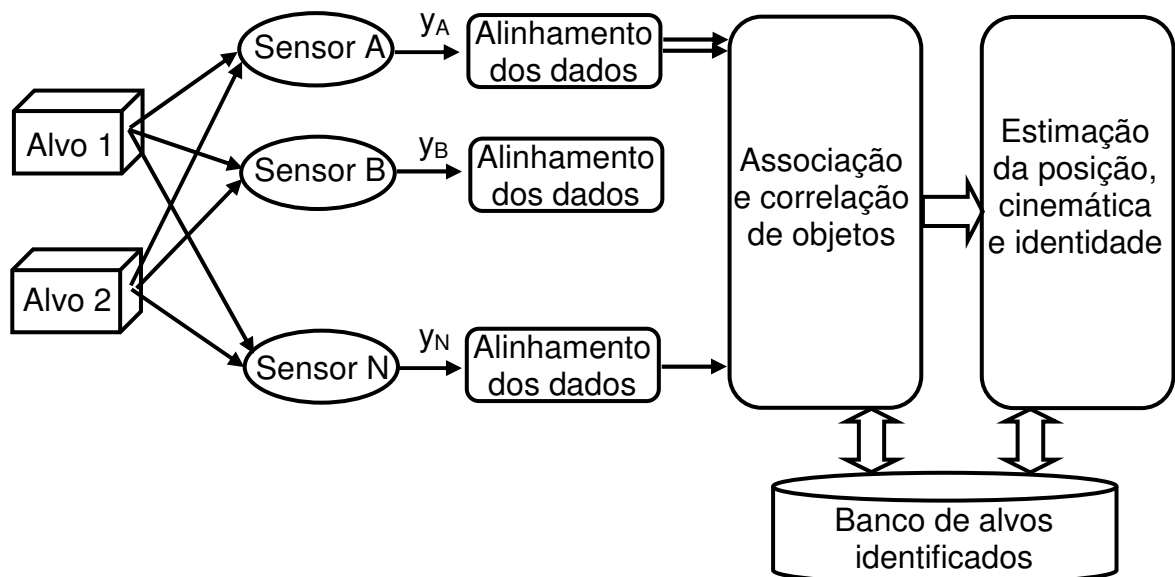 Alvo 1
Alvo 2
Sensor A
Sensor B
Sensor N
yA
yB
yN
Alinhamento
dos dados
Alinhamento
dos dados
Alinhamento
dos dados
Associação
e correlação
de objetos
Estimação
da posição,
cinemática
e identidade
Banco de alvos
identificados